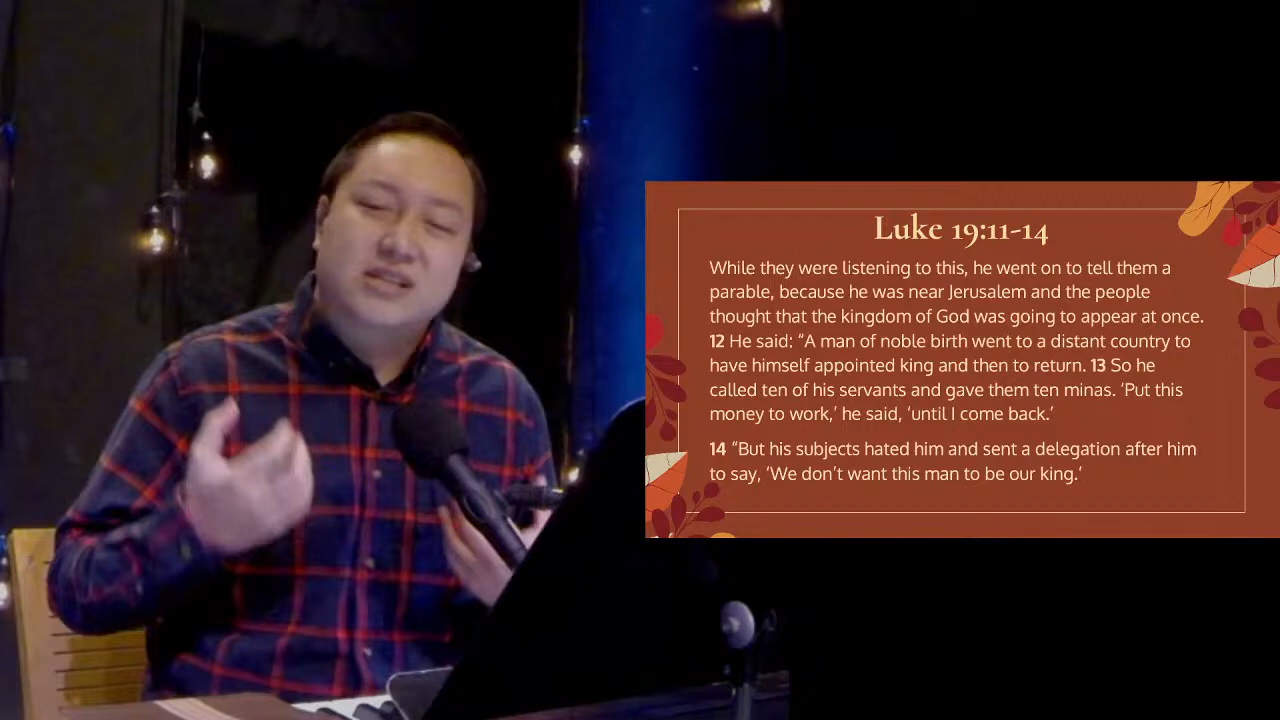 Luke 19:11-14
While they were listening to this, he went on to tell them a
parable, because he was near Jerusalem and the people
thought that the kingdom of God was going to appear at once.
12 He said: “A man of noble birth went to a distant country to
have himself appointed king and then to return. 13 So he
called ten of his servants and gave them ten minas. ‘Put this
money to work,’ he said, ‘until I come back.’
14 “But his subjects hated him and sent a delegation after him
to say, ‘We don’t want this man to be our king.’